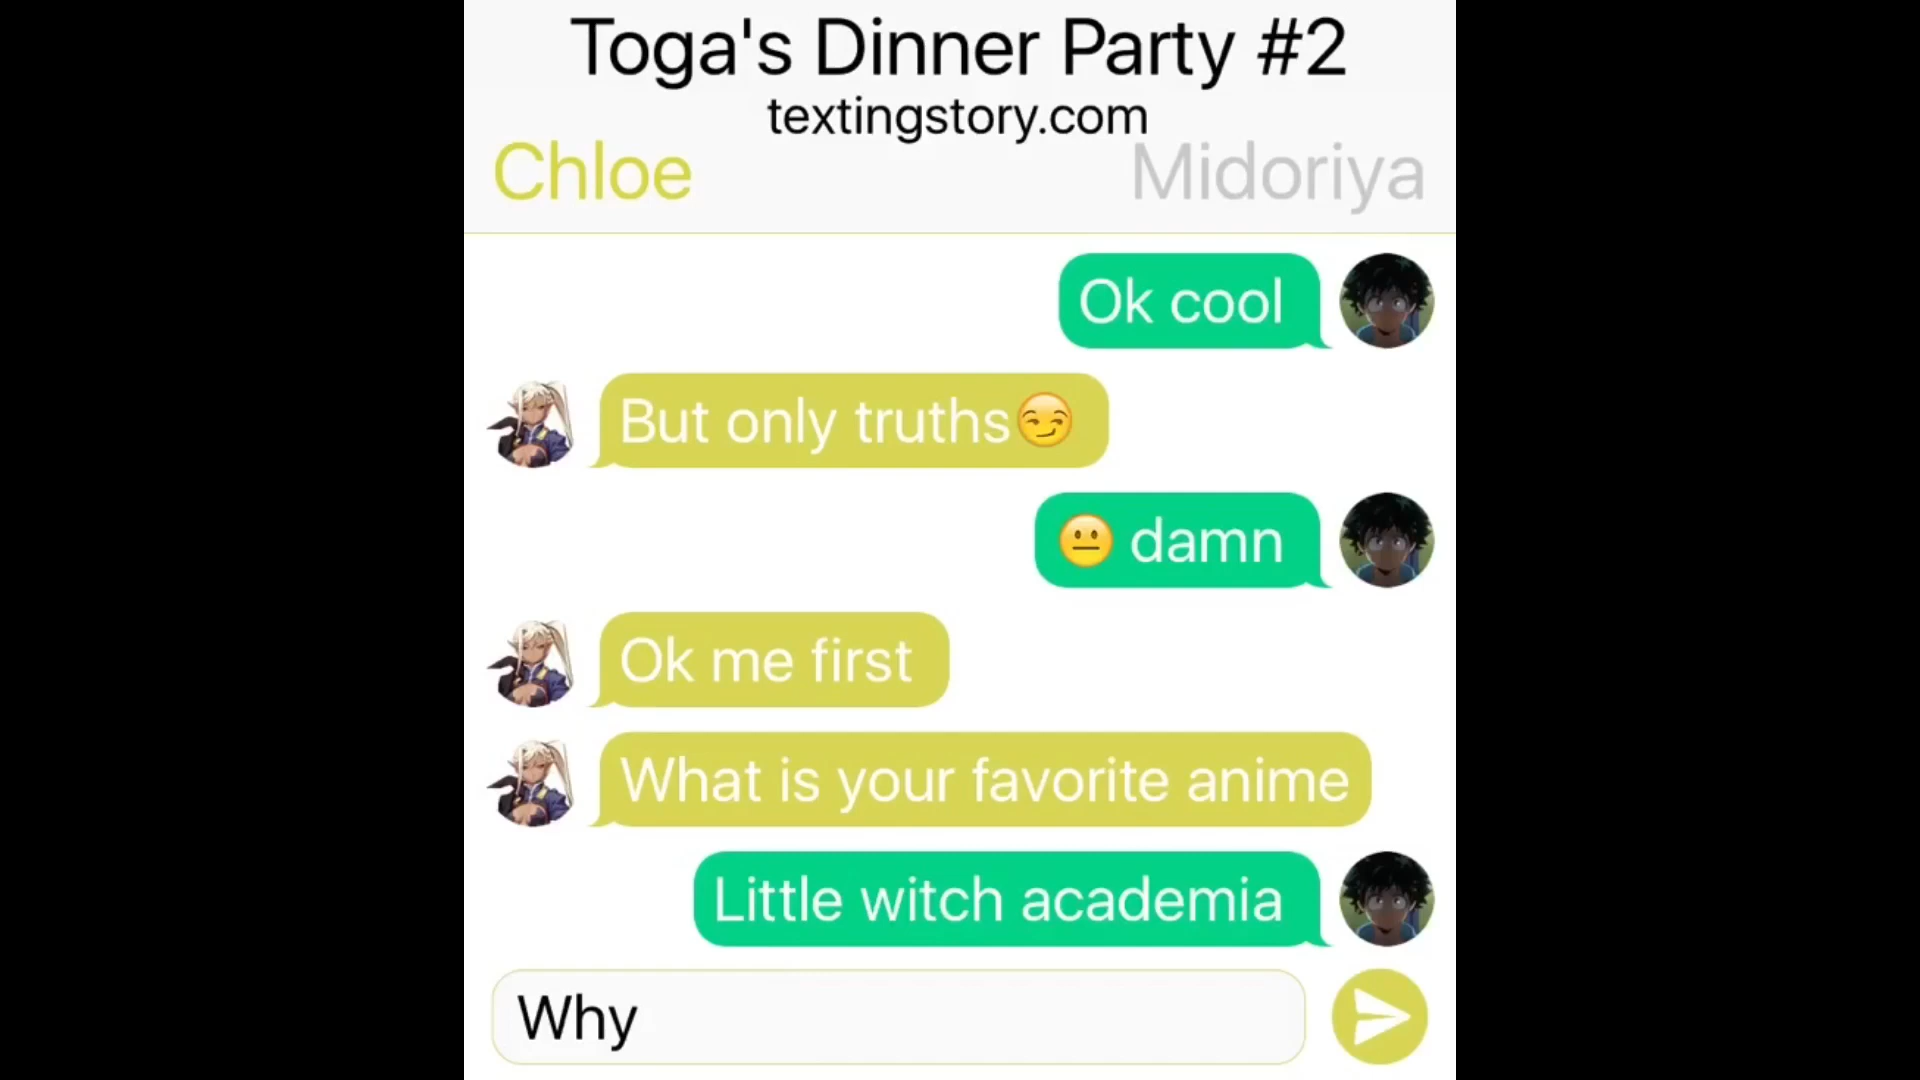 Toga's Dinner Party #2
textingstory.com
Chloe Midoriya
Ok cool
But only truths😏
😐 damn
Ok me first
What is your favorite anime
Little witch academia
Why